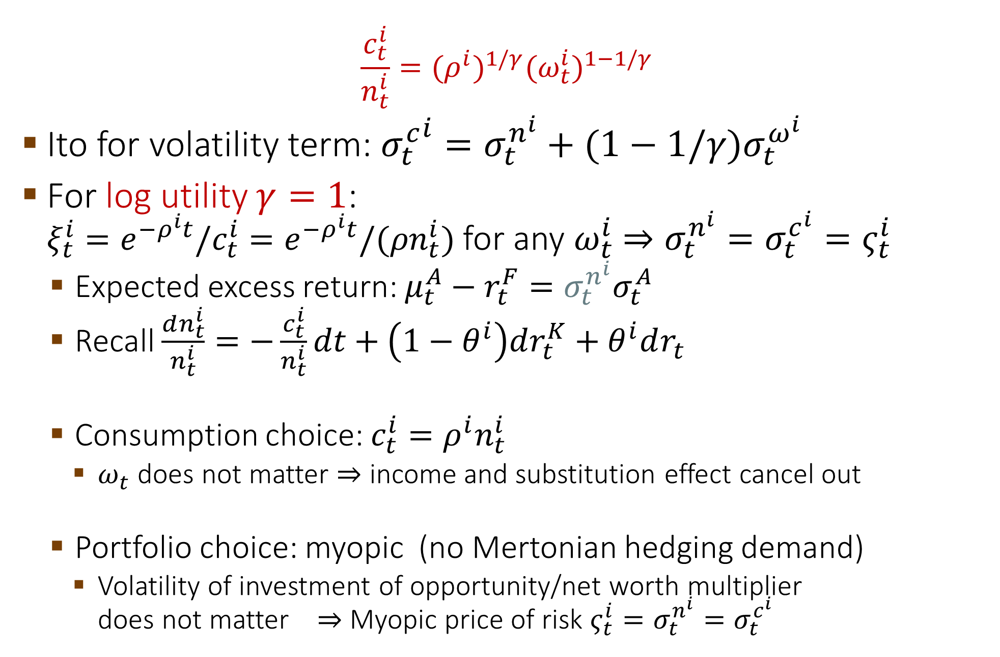 $\frac{c_t^i}{n_t^i} = (\rho^i)^{1/\gamma}(\omega_t^i)^{1-1/\gamma}$
▪ Ito for volatility term: $\sigma_t^{c^i} = \sigma_t^{n^i} + (1 - 1/\gamma)\sigma_t^{\omega^i}$
▪ For log utility $\gamma = 1$:
$\xi_t^i = e^{-\rho^i t}/c_t^i = e^{-\rho^i t}/(\rho n_t^i)$ for any $\omega_t^i \Rightarrow \sigma_t^{n^i} = \sigma_t^{c^i} = \varsigma_t^i$
▪ Expected excess return: $\mu_t^A - r_t^F = \sigma_t^{n^i}\sigma_t^A$
▪ Recall $\frac{dn_t^i}{n_t^i} = -\frac{c_t^i}{n_t^i}dt + (1 - \theta^i)dr_t^K + \theta^i dr_t$
▪ Consumption choice: $c_t^i = \rho^i n_t^i$
▪ $\omega_t$ does not matter ⇒ income and substitution effect cancel out
▪ Portfolio choice: myopic (no Mertonian hedging demand)
▪ Volatility of investment of opportunity/net worth multiplier
does not matter ⇒ Myopic price of risk $\varsigma_t^i = \sigma_t^{n^i} = \sigma_t^{c^i}$